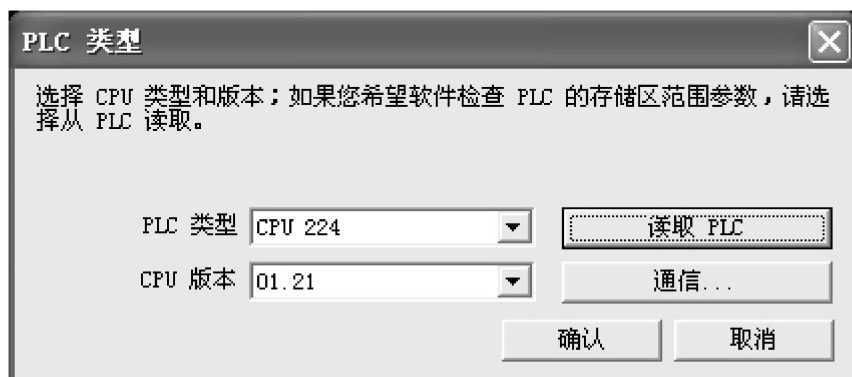 PLC 类型
选择 CPU 类型和版本；如果您希望软件检查 PLC 的存储区范围参数，请选
择从 PLC 读取。
PLC 类型 CPU 224 读取 PLC
CPU 版本 01.21 通信...
确认 取消